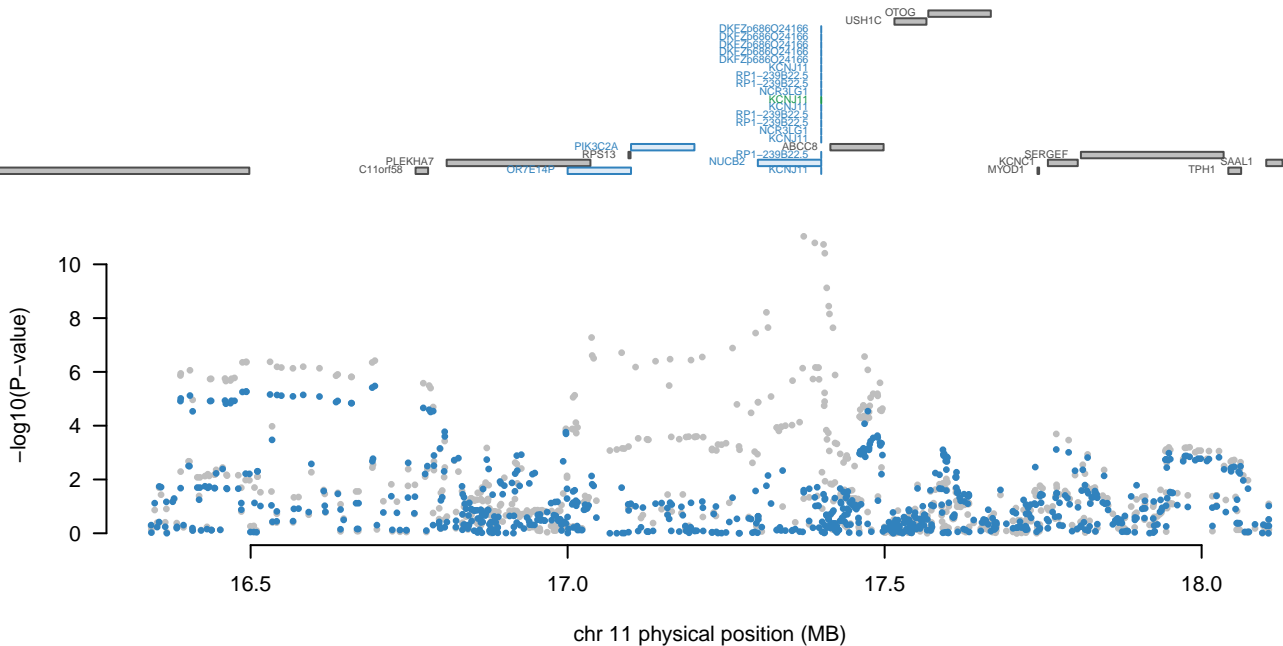 OTOG
USH1C
DKFZp686O24166
DKFZp686O24166
DKFZp686O24166
DKFZp686O24166
DKFZp686O24166
KCNJ11
RP1−239B22.5
RP1−239B22.5
NCR3LG1
KCNJ11
KCNJ11
RP1−239B22.5
RP1−239B22.5
NCR3LG1
KCNJ11
PIK3C2A ABCC8
RPS13 RP1−239B22.5 SERGEF
PLEKHA7 NUCB2 KCNC1 SAAL1
C11orf58 OR7E14P KCNJ11 MYOD1 TPH1
10
8
6
4
2
0
−log10(P−value)
16.5 17.0 17.5 18.0
chr 11 physical position (MB)